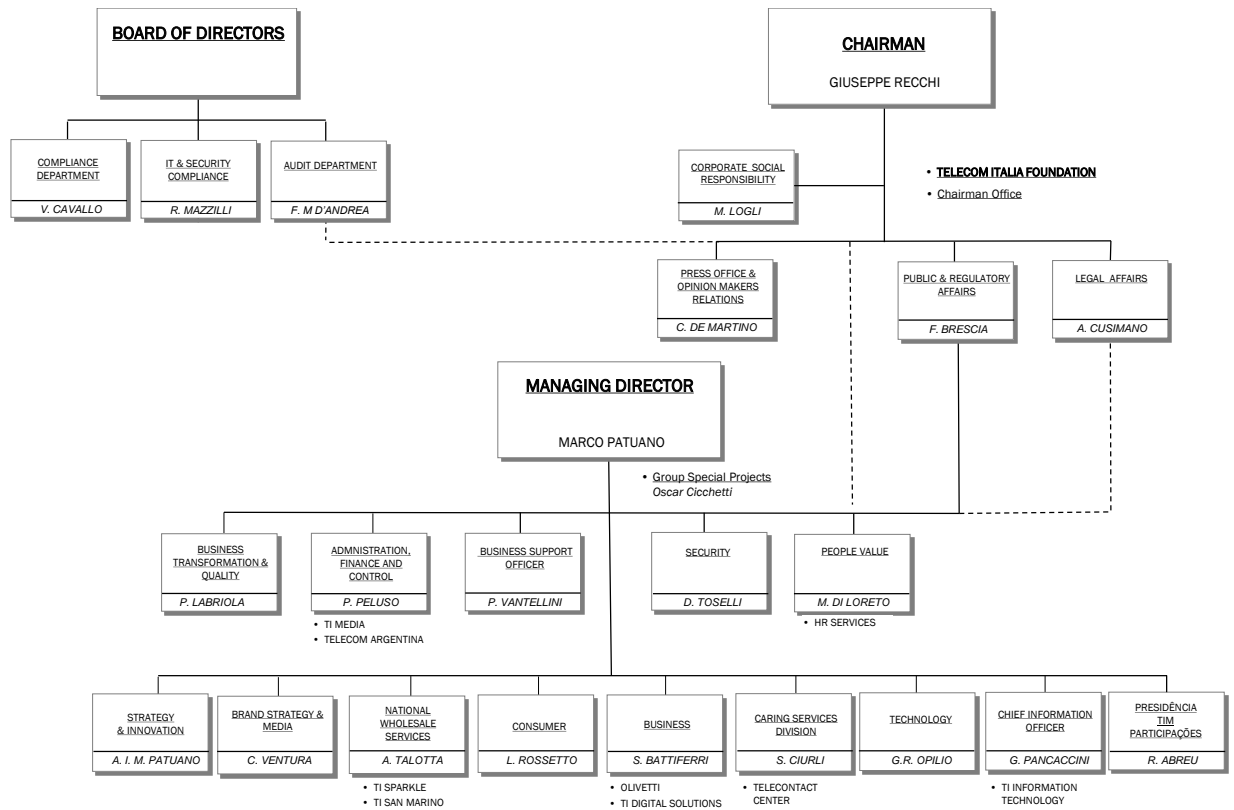 BOARD OF DIRECTORS
CHAIRMAN
GIUSEPPE RECCHI
COMPLIANCE
DEPARTMENT
V. CAVALLO
IT & SECURITY
COMPLIANCE
R. MAZZILLI
AUDIT DEPARTMENT
F. M D'ANDREA
CORPORATE SOCIAL
RESPONSIBILITY
M. LOGLI
• TELECOM ITALIA FOUNDATION
• Chairman Office
PRESS OFFICE &
OPINION MAKERS
RELATIONS
C. DE MARTINO
PUBLIC & REGULATORY
AFFAIRS
F. BRESCIA
LEGAL AFFAIRS
A. CUSIMANO
MANAGING DIRECTOR
MARCO PATUANO
• Group Special Projects
Oscar Cicchetti
BUSINESS
TRANSFORMATION &
QUALITY
P. LABRIOLA
ADMNISTRATION,
FINANCE AND
CONTROL
P. PELUSO
• TI MEDIA
• TELECOM ARGENTINA
BUSINESS SUPPORT
OFFICER
P. VANTELLINI
SECURITY
D. TOSELLI
PEOPLE VALUE
M. DI LORETO
• HR SERVICES
STRATEGY
& INNOVATION
A. I. M. PATUANO
BRAND STRATEGY &
MEDIA
C. VENTURA
NATIONAL
WHOLESALE
SERVICES
A. TALOTTA
• TI SPARKLE
• TI SAN MARINO
CONSUMER
L. ROSSETTO
BUSINESS
S. BATTIFERRI
• OLIVETTI
• TI DIGITAL SOLUTIONS
CARING SERVICES
DIVISION
S. CIURLI
• TELECONTACT
CENTER
TECHNOLOGY
G.R. OPILIO
CHIEF INFORMATION
OFFICER
G. PANCACCINI
• TI INFORMATION
TECHNOLOGY
PRESIDÊNCIA
TIM
PARTICIPAÇÕES
R. ABREU